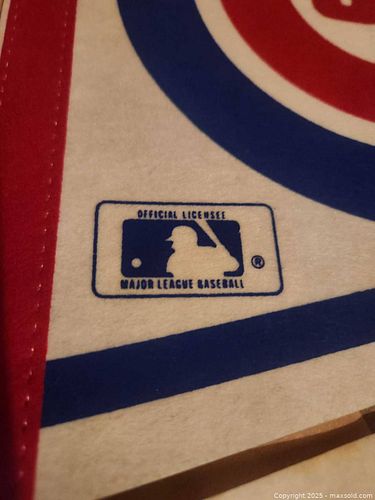 OFFICIAL LICENSEE
®
MAJOR LEAGUE BASEBALL
Copyright 2025 - maxsold.com